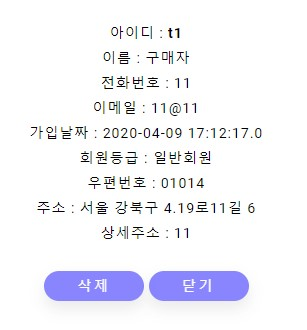 아이디 : t1
이름 : 구매자
전화번호 : 11
이메일 : 11@11
가입날짜 : 2020-04-09 17:12:17.0
회원등급 : 일반회원
우편번호 : 01014
주소 : 서울 강북구 4.19로11길 6
상세주소 : 11
삭제 닫기